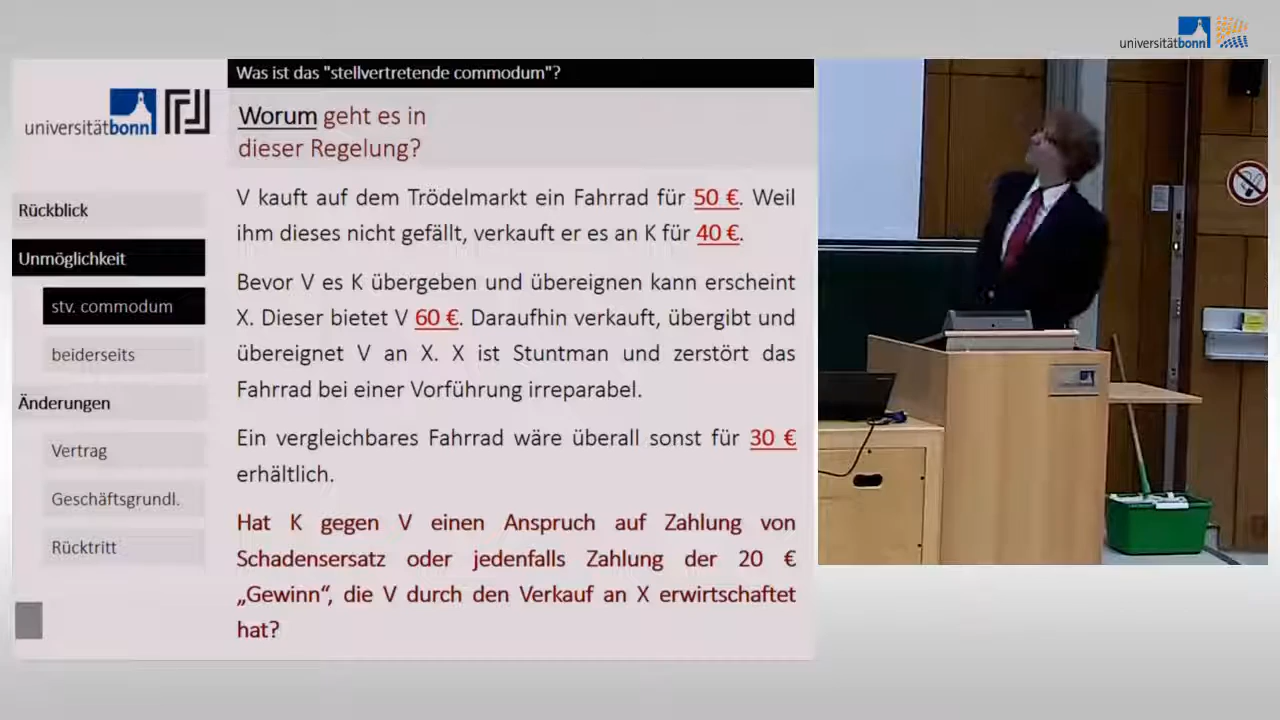 universitätbonn
Was ist das "stellvertretende commodum"?
universitätbonn
Worum geht es in
dieser Regelung?
Rückblick
Unmöglichkeit
stv. commodum
beiderseits
Änderungen
Vertrag
Geschäftsgrundl.
Rücktritt
V kauft auf dem Trödelmarkt ein Fahrrad für 50 €. Weil
ihm dieses nicht gefällt, verkauft er es an K für 40 €.
Bevor V es K übergeben und übereignen kann erscheint
X. Dieser bietet V 60 €. Daraufhin verkauft, übergibt und
übereignet V an X. X ist Stuntman und zerstört das
Fahrrad bei einer Vorführung irreparabel.
Ein vergleichbares Fahrrad wäre überall sonst für 30 €
erhältlich.
Hat K gegen V einen Anspruch auf Zahlung von
Schadensersatz oder jedenfalls Zahlung der 20 €
„Gewinn“, die V durch den Verkauf an X erwirtschaftet
hat?